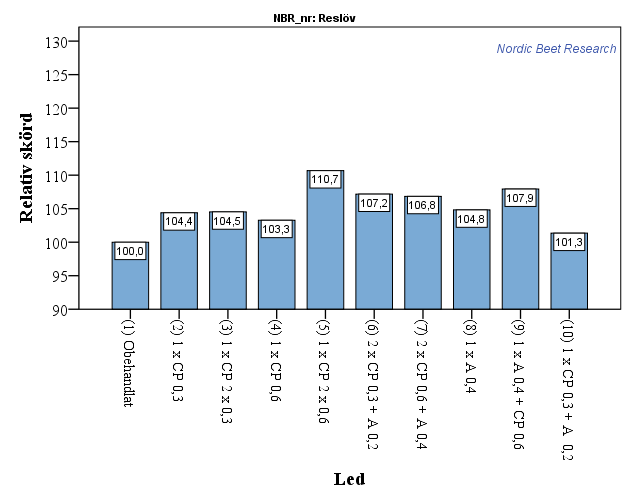 NBR_nr: Reslöv
Nordic Beet Research
Relativ skörd
130
125
120
115
110
105
100
95
90
100,0
104,4
104,5
103,3
110,7
107,2
106,8
104,8
107,9
101,3
(1) Obehandlat
(2) 1 x CP 0,3
(3) 1 x CP 2 x 0,3
(4) 1 x CP 0,6
(5) 1 x CP 2 x 0,6
(6) 2 x CP 0,3 + A 0,2
(7) 2 x CP 0,6 + A 0,4
(8) 1 x A 0,4
(9) 1 x A 0,4 + CP 0,6
(10) 1 x CP 0,3 + A 0,2
Led